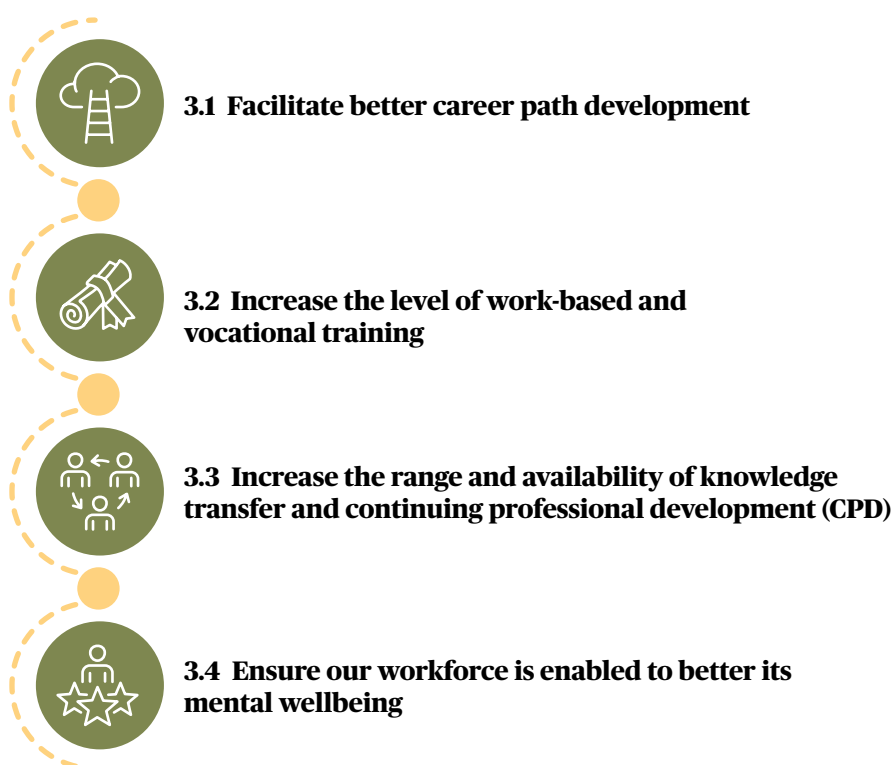 3.1 Facilitate better career path development
3.2 Increase the level of work-based and
vocational training
3.3 Increase the range and availability of knowledge
transfer and continuing professional development (CPD)
3.4 Ensure our workforce is enabled to better its
mental wellbeing